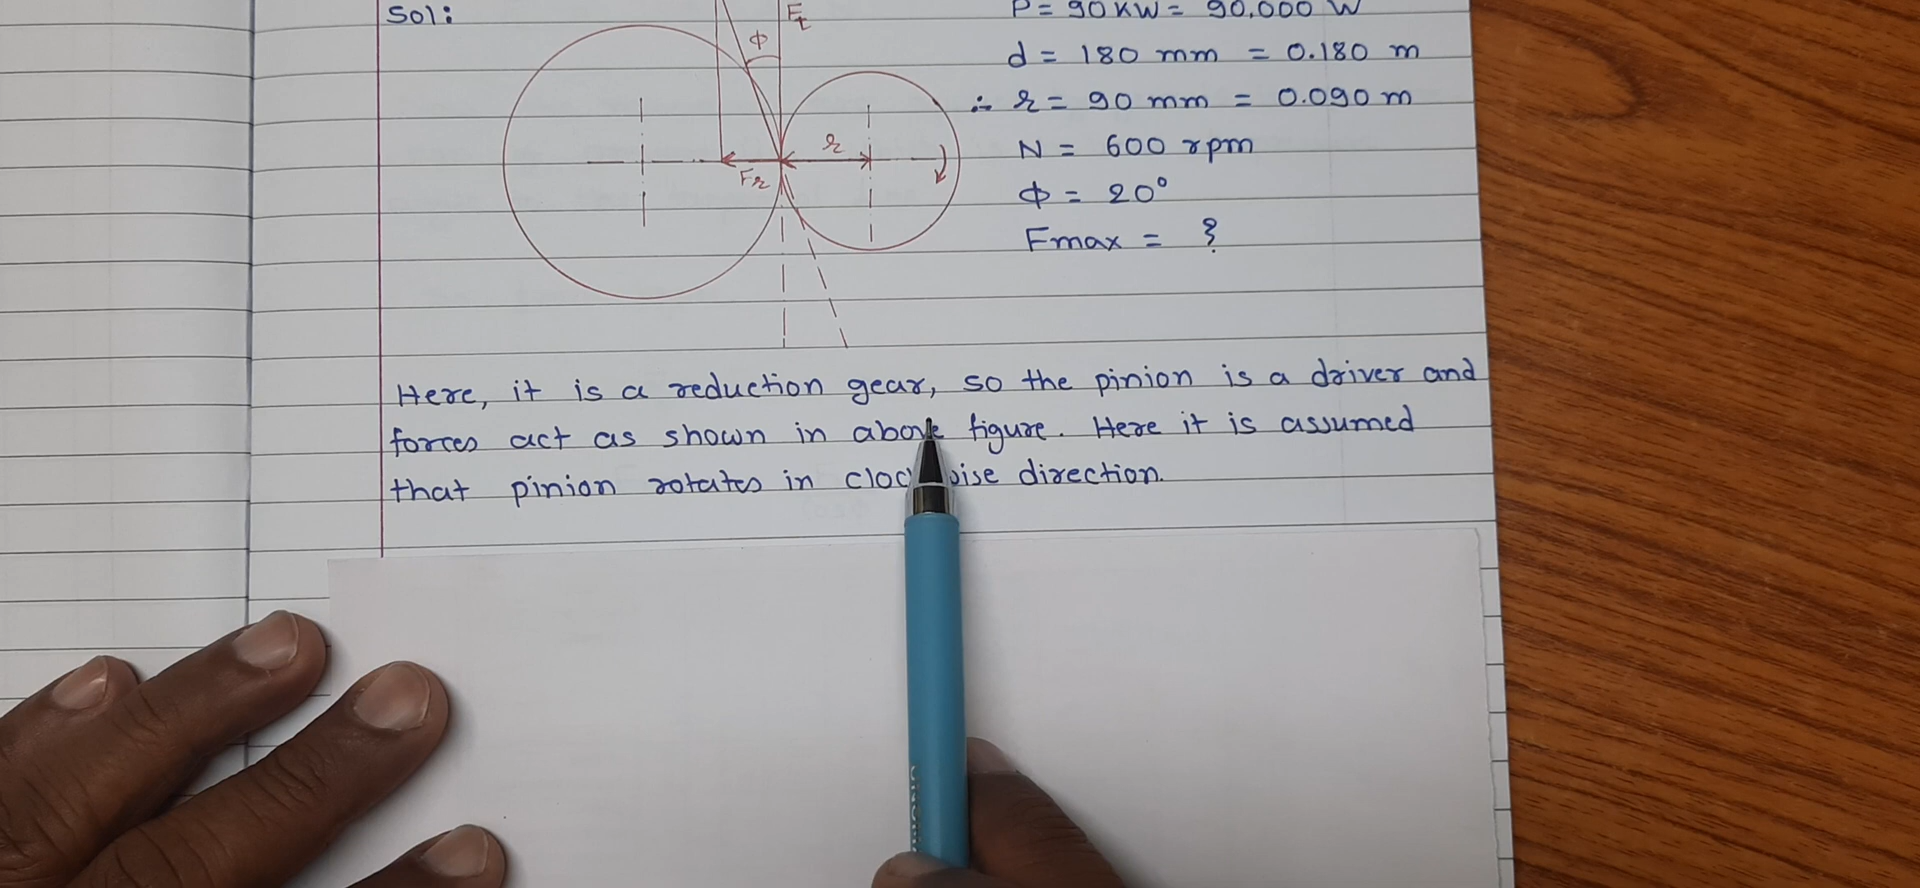 Sol:
Ft
P = 90 KW = 90,000 W
ϕ
d = 180 mm = 0.180 m
∴ r = 90 mm = 0.090 m
r
N = 600 rpm
Fr
ϕ = 20°
Fmax = ?
Here, it is a reduction gear, so the pinion is a driver and
forces act as shown in above figure. Here it is assumed
that pinion rotates in direction.